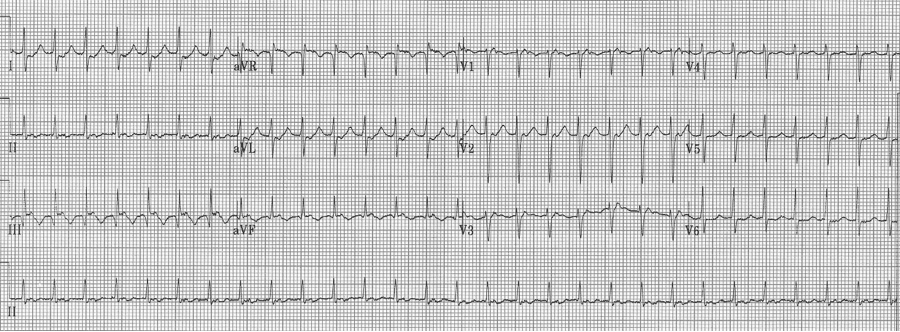 I aVR V1 V4
II aVL V2 V5
III aVF V3 V6
II